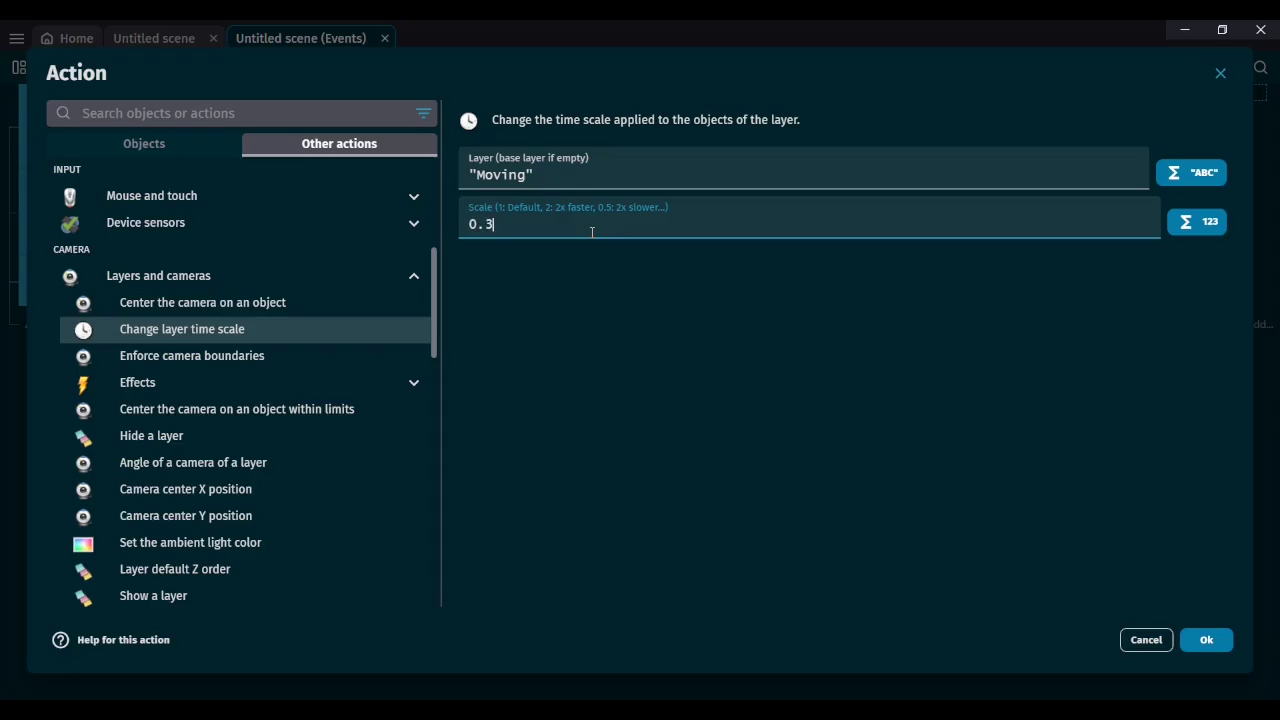 Home
Untitled scene
Untitled scene (Events)
Action
Search objects or actions
Objects
Other actions
INPUT
Mouse and touch
Device sensors
CAMERA
Layers and cameras
Center the camera on an object
Change layer time scale
Enforce camera boundaries
Effects
Center the camera on an object within limits
Hide a layer
Angle of a camera of a layer
Camera center X position
Camera center Y position
Set the ambient light color
Layer default Z order
Show a layer
Change the time scale applied to the objects of the layer.
Layer (base layer if empty)
"Moving"
Σ "ABC"
Scale (1: Default, 2: 2x faster, 0.5: 2x slower...)
0.3
Σ 123
dd...
Help for this action
Cancel
Ok